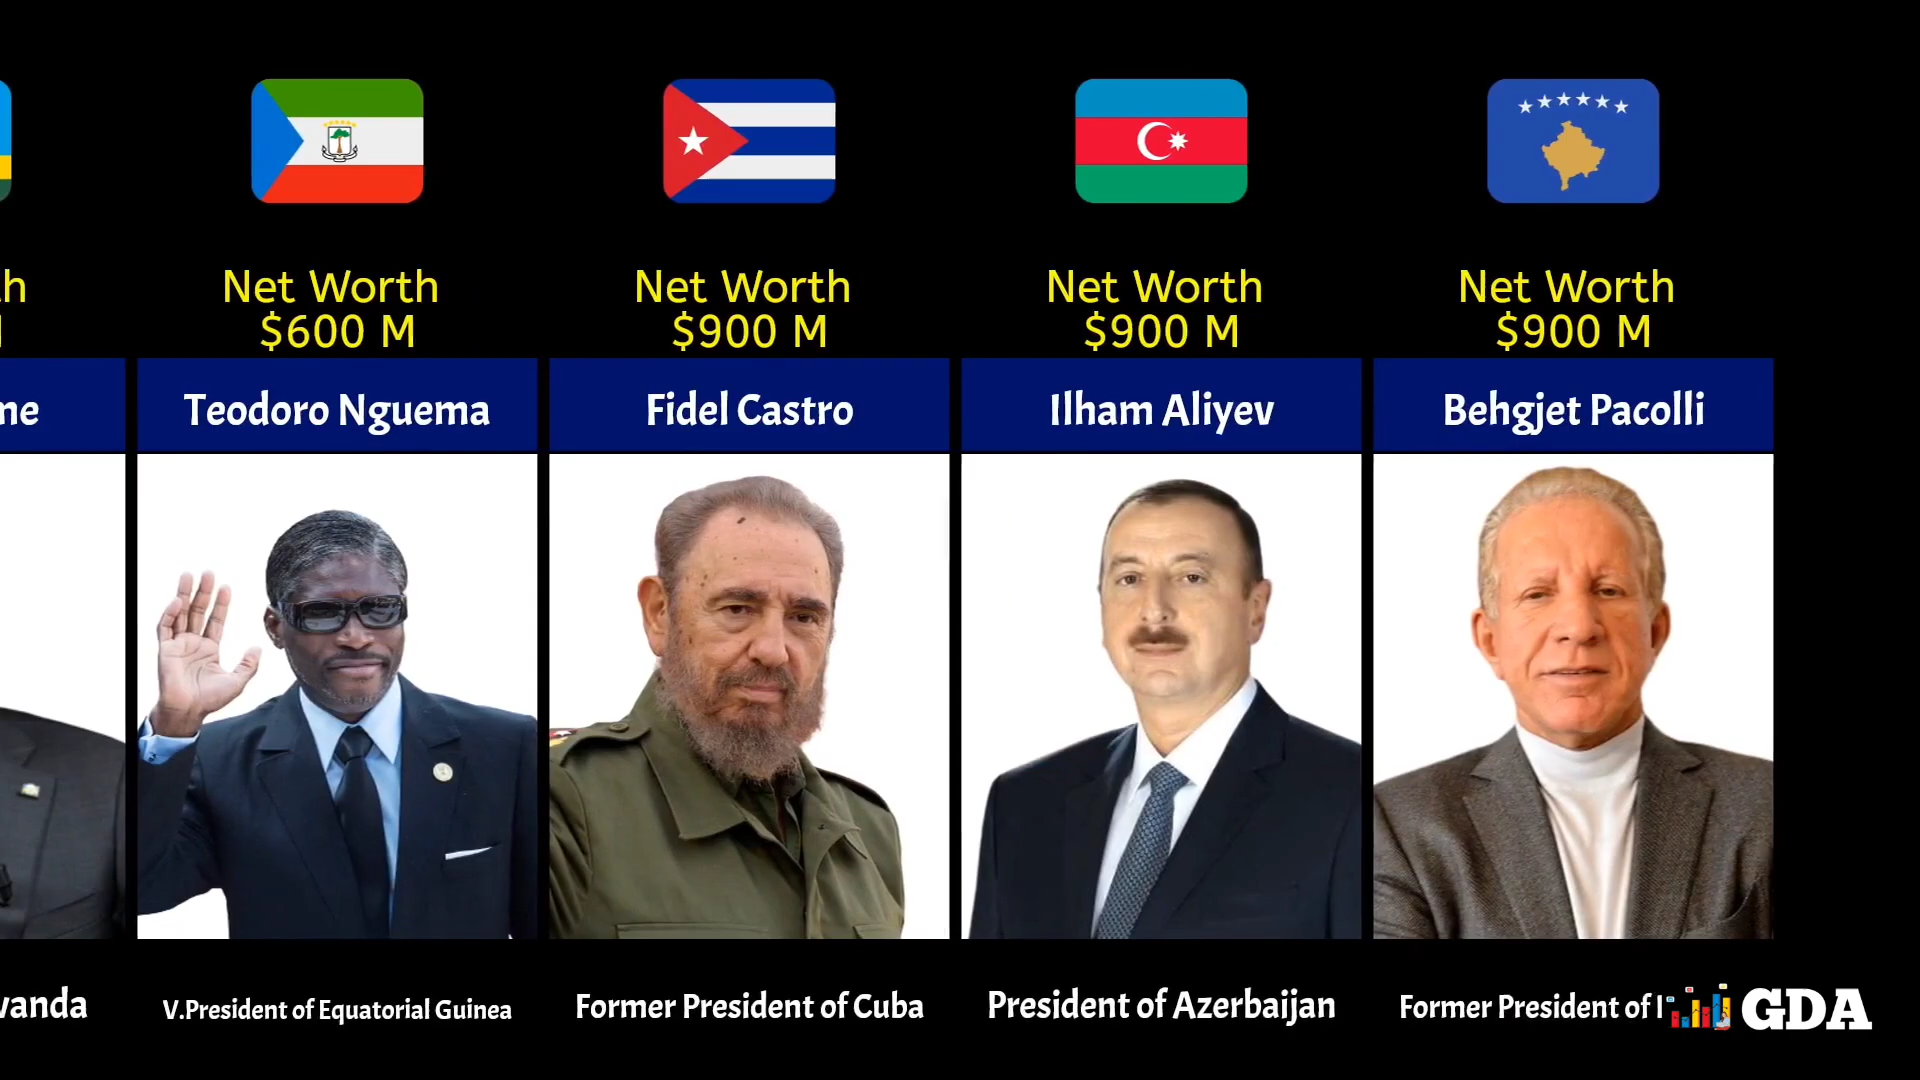 Net Worth
$600 M
Teodoro Nguema
V.President of Equatorial Guinea
Net Worth
$900 M
Fidel Castro
Former President of Cuba
Net Worth
$900 M
Ilham Aliyev
President of Azerbaijan
Net Worth
$900 M
Behgjet Pacolli
Former President of
GDA